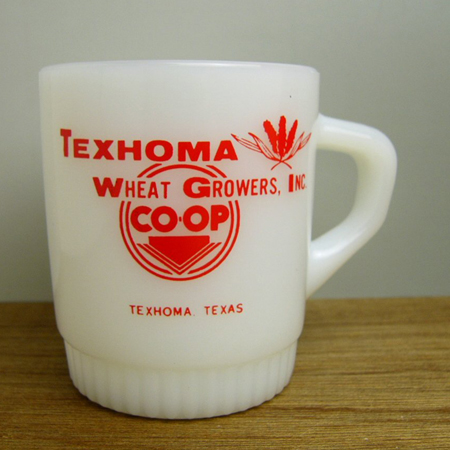 TEXHOMA
WHEAT GROWERS, INC.
CO-OP
TEXHOMA, TEXAS